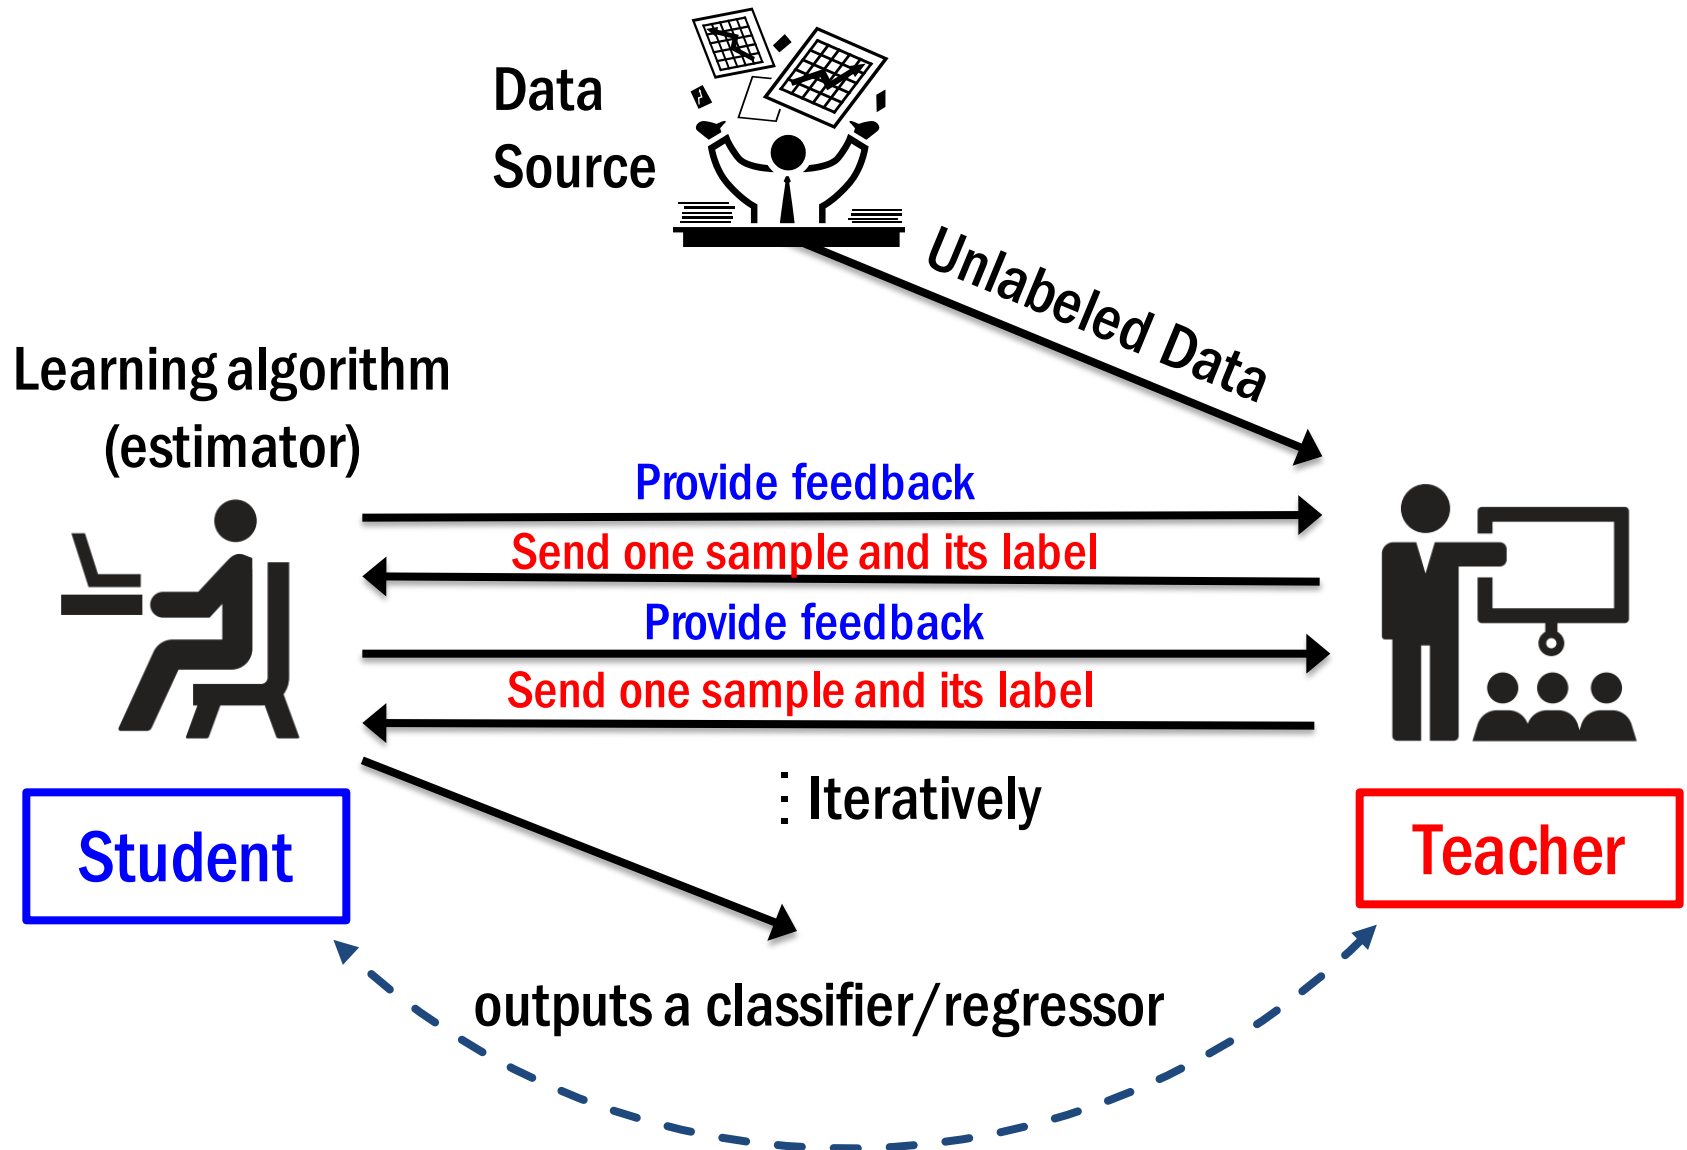 Data
Source
Unlabeled Data
Learning algorithm
(estimator)
Provide feedback
Send one sample and its label
Provide feedback
Send one sample and its label
Iteratively
Student
Teacher
outputs a classifier/regressor